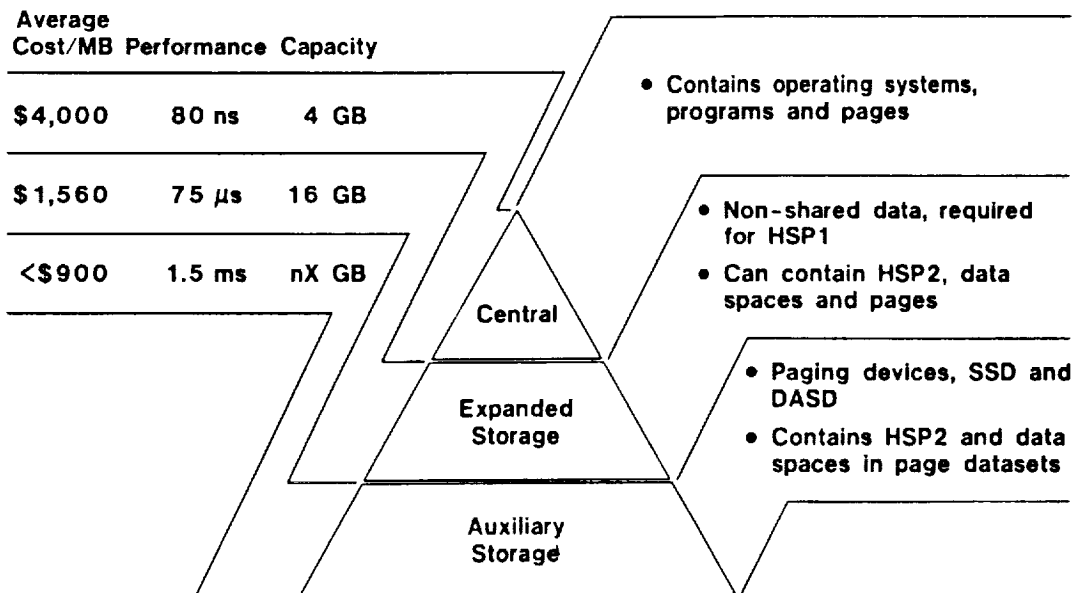 Average
Cost/MB Performance Capacity
$4,000 80 ns 4 GB
$1,560 75 μs 16 GB
<$900 1.5 ms nX GB
• Contains operating systems,
programs and pages
• Non-shared data, required
for HSP1
• Can contain HSP2, data
spaces and pages
• Paging devices, SSD and
DASD
• Contains HSP2 and data
spaces in page datasets
Central
Expanded
Storage
Auxiliary
Storage